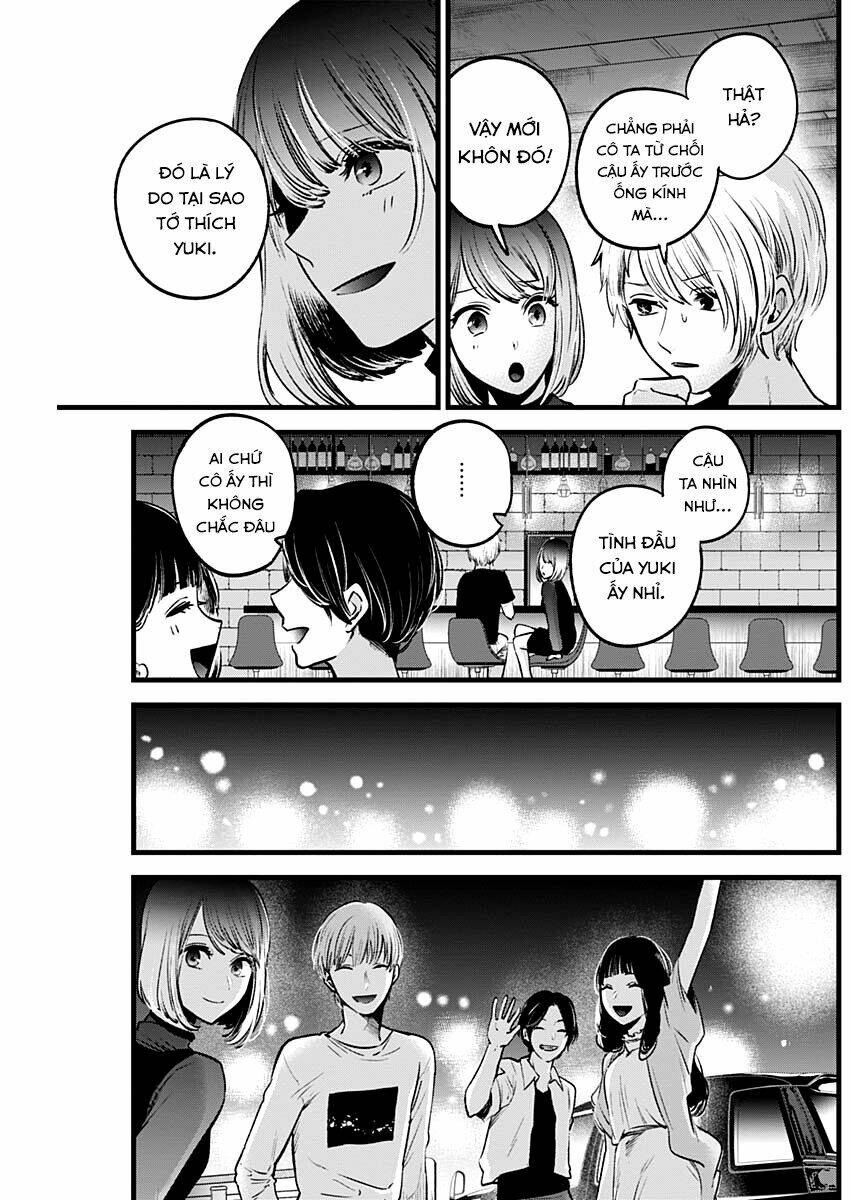 THẬT
HẢ?
CHẲNG PHẢI
CÔ TA TỪ CHỐI
CẬU ẤY TRƯỚC
ỐNG KÍNH
MÀ...
VẬY MỚI
KHÔN ĐÓ!
ĐÓ LÀ LÝ
DO TẠI SAO
TỚ THÍCH
YUKI.
CẬU
TA NHÌN
NHƯ...
TÌNH ĐẦU
CỦA YUKI
ẤY NHỈ.
......
AI CHỨ
CÔ ẤY THÌ
KHÔNG
CHẮC ĐÂU